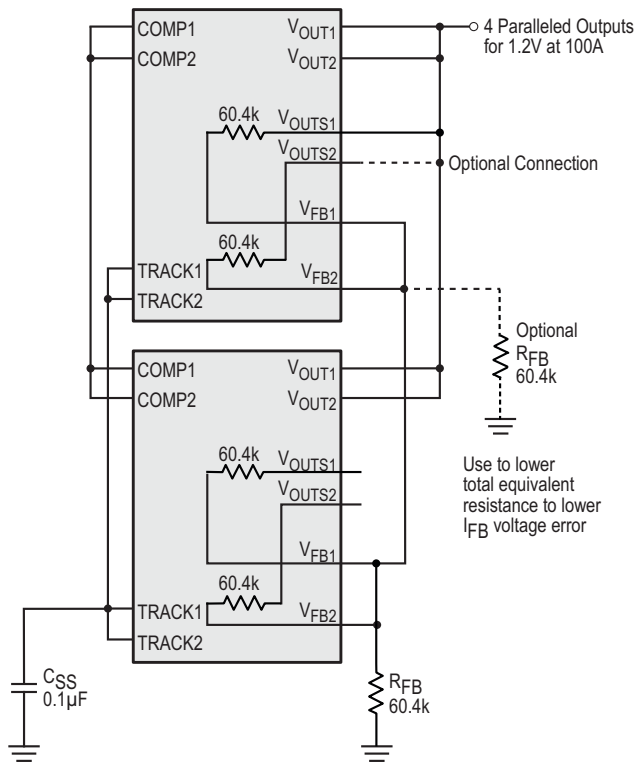 COMP1
COMP2
VOUT1
VOUT2
4 Paralleled Outputs
for 1.2V at 100A
60.4k
VOUTS1
VOUTS2
Optional Connection
VFB1
60.4k
VFB2
TRACK1
TRACK2
Optional
RFB
60.4k
COMP1
COMP2
VOUT1
VOUT2
Use to lower
total equivalent
resistance to lower
IFB voltage error
60.4k
VOUTS1
VOUTS2
VFB1
60.4k
VFB2
TRACK1
TRACK2
CSS
0.1µF
RFB
60.4k